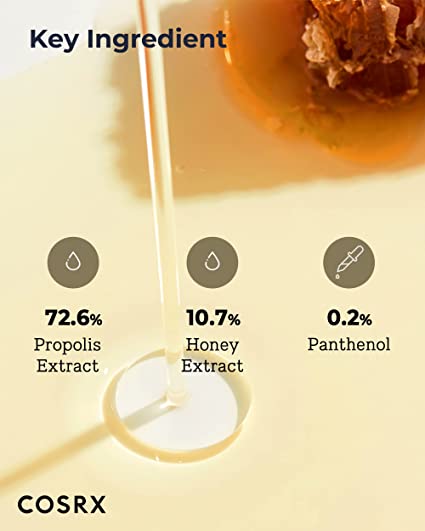 Key Ingredient
72.6% 10.7% 0.2%
Propolis Honey Panthenol
Extract Extract
COSRX